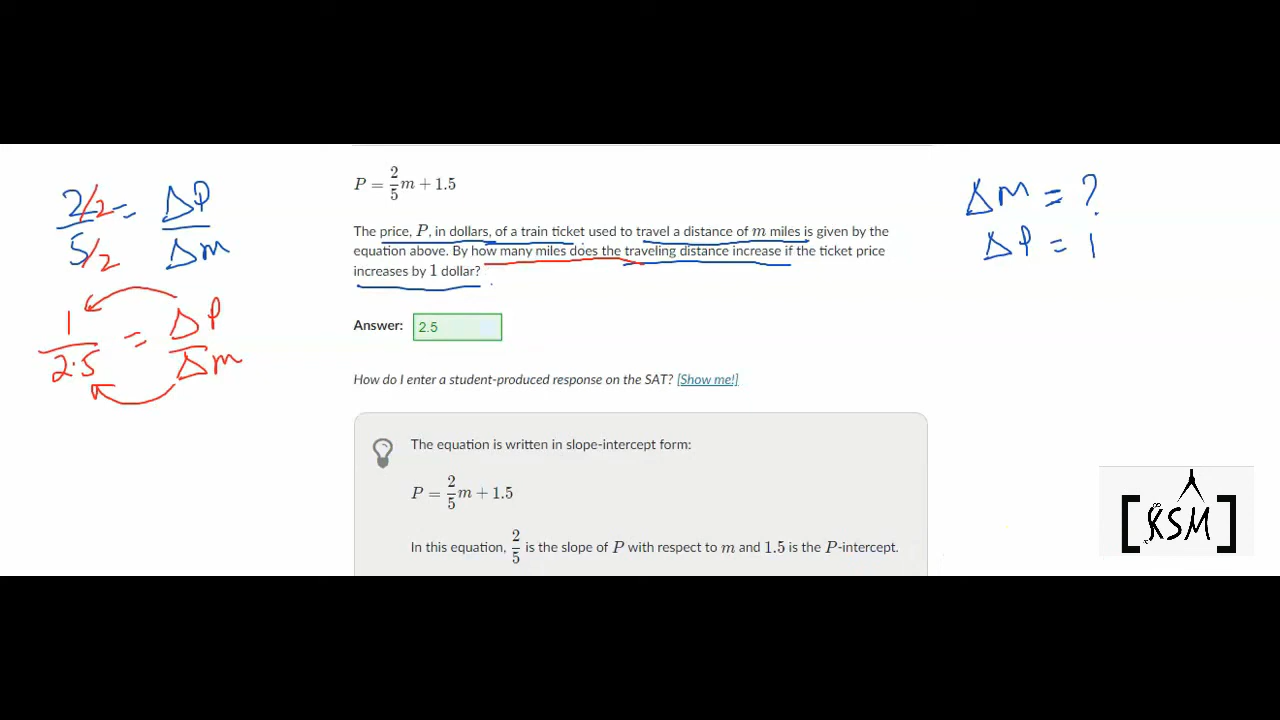 2/2 = ΔP
5/2 Δm
1 = ΔP
2.5 Δm
P = 2/5 m + 1.5
The price, P, in dollars, of a train ticket used to travel a distance of m miles is given by the
equation above. By how many miles does the traveling distance increase if the ticket price
increases by 1 dollar?
Answer: 2.5
How do I enter a student-produced response on the SAT? [Show me!]
The equation is written in slope-intercept form:
P = 2/5 m + 1.5
In this equation, 2/5 is the slope of P with respect to m and 1.5 is the P-intercept.
Δm = ?
ΔP = 1
[KSM]